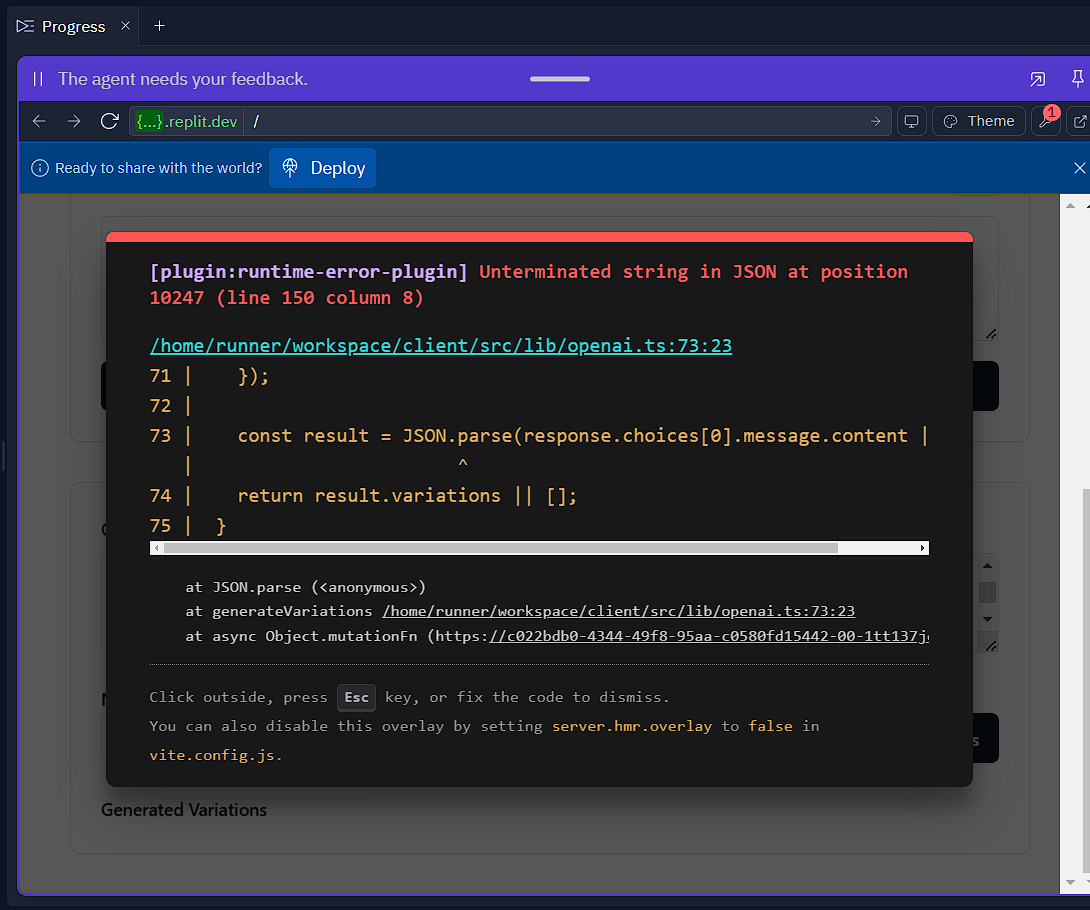 Progress
The agent needs your feedback.
{...}.replit.dev /
Theme
1
Ready to share with the world? Deploy
[plugin:runtime-error-plugin] Unterminated string in JSON at position
10247 (line 150 column 8)
/home/runner/workspace/client/src/lib/openai.ts:73:23
71 |    });
72 |
73 |    const result = JSON.parse(response.choices[0].message.content |
   |                        ^
74 |    return result.variations || [];
75 |  }
at JSON.parse (<anonymous>)
at generateVariations /home/runner/workspace/client/src/lib/openai.ts:73:23
at async Object.mutationFn (https://c022bdb0-4344-49f8-95aa-c0580fd15442-00-1tt137j
Click outside, press Esc key, or fix the code to dismiss.
You can also disable this overlay by setting server.hmr.overlay to false in
vite.config.js.
s
Generated Variations